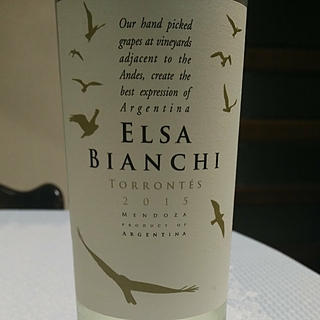 Our hand picked
grapes at vineyards
adjacent to the
Andes, create the
best expression of
Argentina
ELSA
BIANCHI
TORRONTÉS
2015
MENDOZA
PRODUCT OF
ARGENTINA